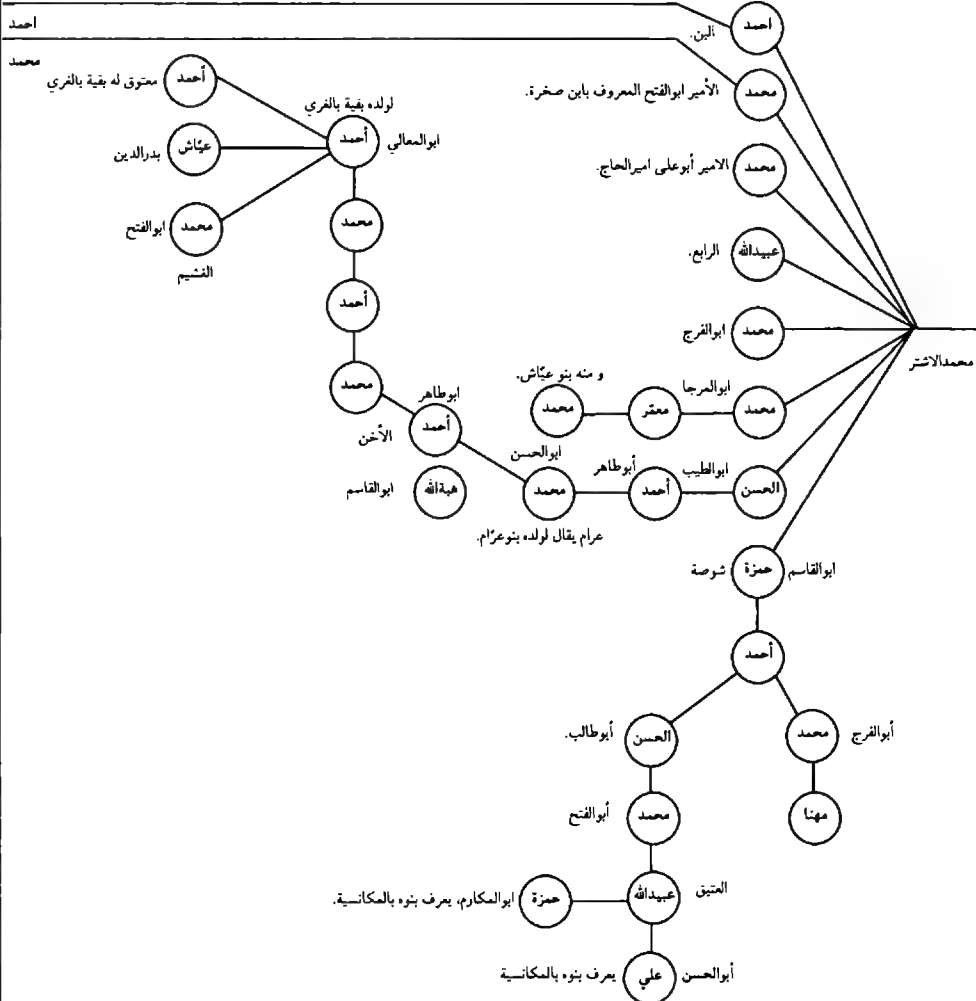 احمد
محمد
احمد
البن.
محمد
الأمير ابوالفتح المعروف بابن صخرة.
محمد
الامير أبوعلى اميرالحاج.
عبيدالله
الرابع.
محمد
ابوالفرج
محمدالاشتر
محمد
ابوالمرجا
معمّر
محمد
و منه بنو عيّاش.
الحسن
ابوالطيب
أحمد
أبوطاهر
محمد
ابوالحسن
عرام يقال لولده بنوعرّام.
أحمد
ابوطاهر
الأخن
هبةالله
ابوالقاسم
محمد
أحمد
محمد
أحمد
لولده بقية بالغري
ابوالمعالي
أحمد
معتوق له بقية بالغري
عيّاش
بدرالدين
محمد
ابوالفتح
الفشيم
ابوالقاسم
حمزة
شوصة
أحمد
أبوالفرج
محمد
مهنا
الحسن
أبوطالب.
محمد
أبوالفتح
العتيق
عبيدالله
حمزة
ابوالمكارم، يعرف بنوه بالمكانسية.
أبوالحسن
علي
يعرف بنوه بالمكانسية